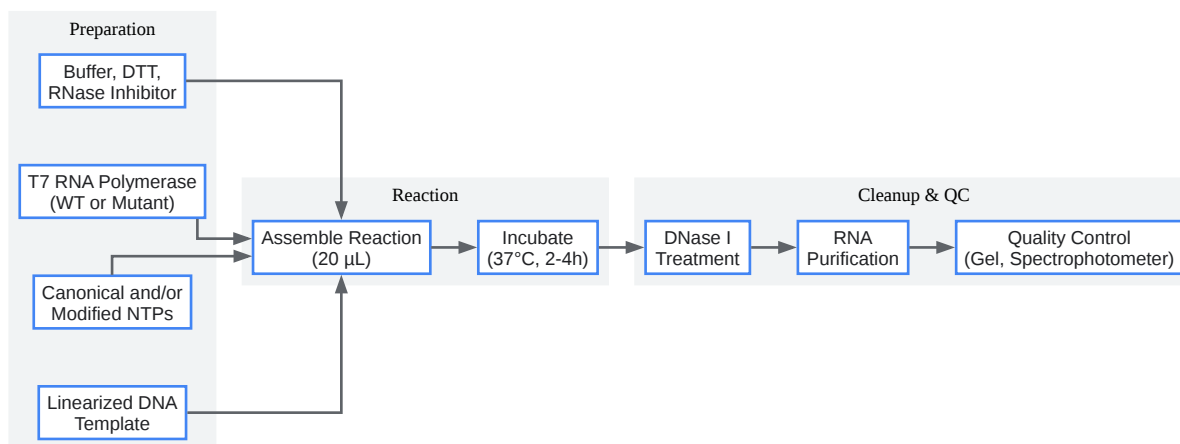 Preparation
Buffer, DTT,
RNase Inhibitor
T7 RNA Polymerase
(WT or Mutant)
Canonical and/or
Modified NTPs
Linearized DNA
Template
Reaction
Assemble Reaction
(20 µL)
Incubate
(37°C, 2-4h)
Cleanup & QC
DNase I
Treatment
RNA
Purification
Quality Control
(Gel, Spectrophotometer)